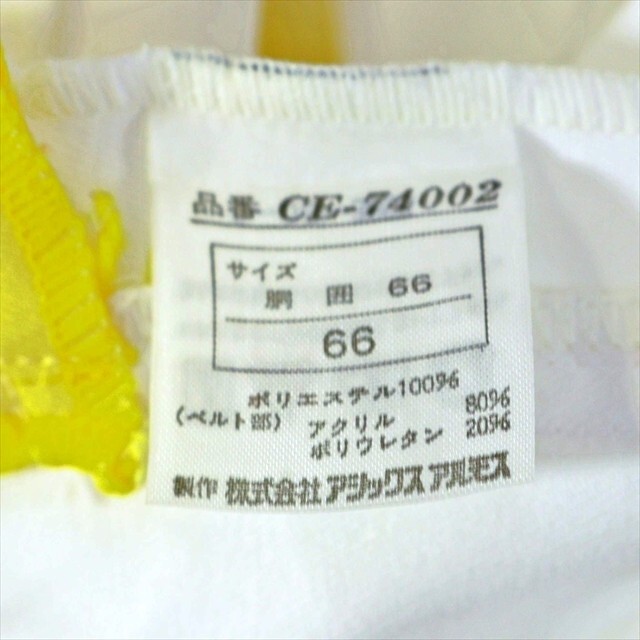 品番 CE-74002
サイズ
胴 囲 66
66
ポリエステル100%
(ベルト部) アクリル 80%
ポリウレタン 20%
製作 株式会社アシックスアルモス